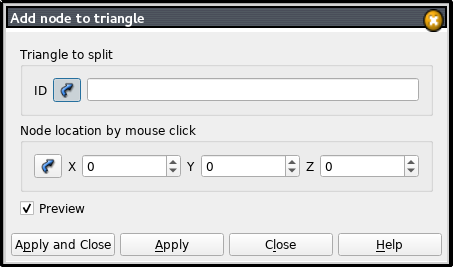 Add node to triangle
Triangle to split
ID
Node location by mouse click
X 0 Y 0 Z 0
Preview
Apply and Close Apply Close Help